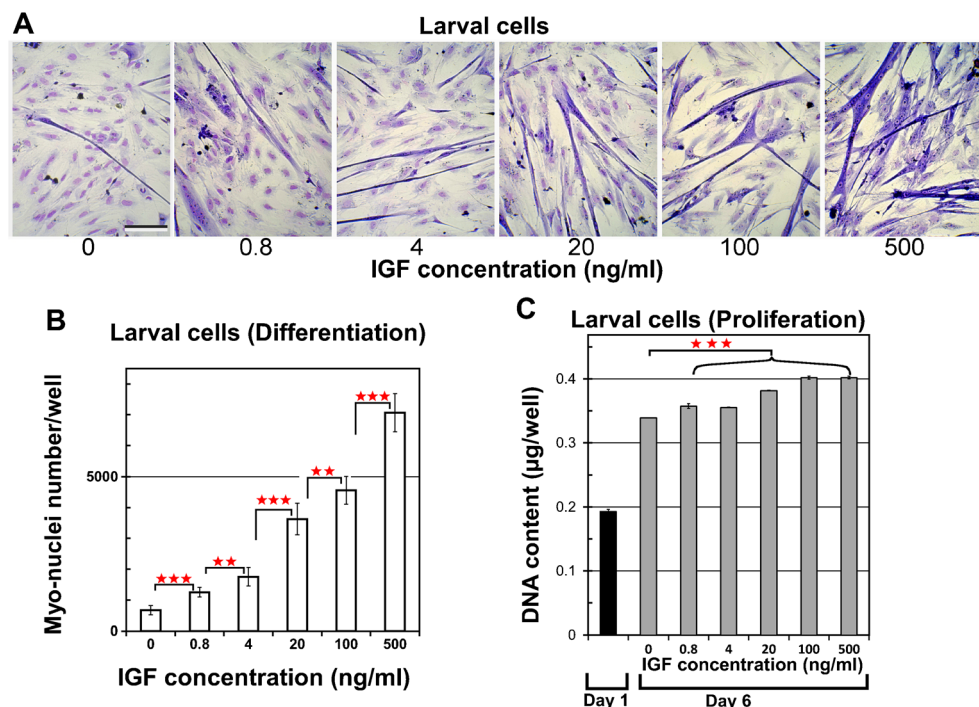 A
Larval cells
0 0.8 4 20 100 500
IGF concentration (ng/ml)
B
Larval cells (Differentiation)
Myo-nuclei number/well
5000
0
★★★
★★
★★★
★★
★★★
0 0.8 4 20 100 500
IGF concentration (ng/ml)
C
Larval cells (Proliferation)
★★★
DNA content (µg/well)
0.4
0.3
0.2
0.1
0
0 0.8 4 20 100 500
IGF concentration (ng/ml)
Day 1 Day 6